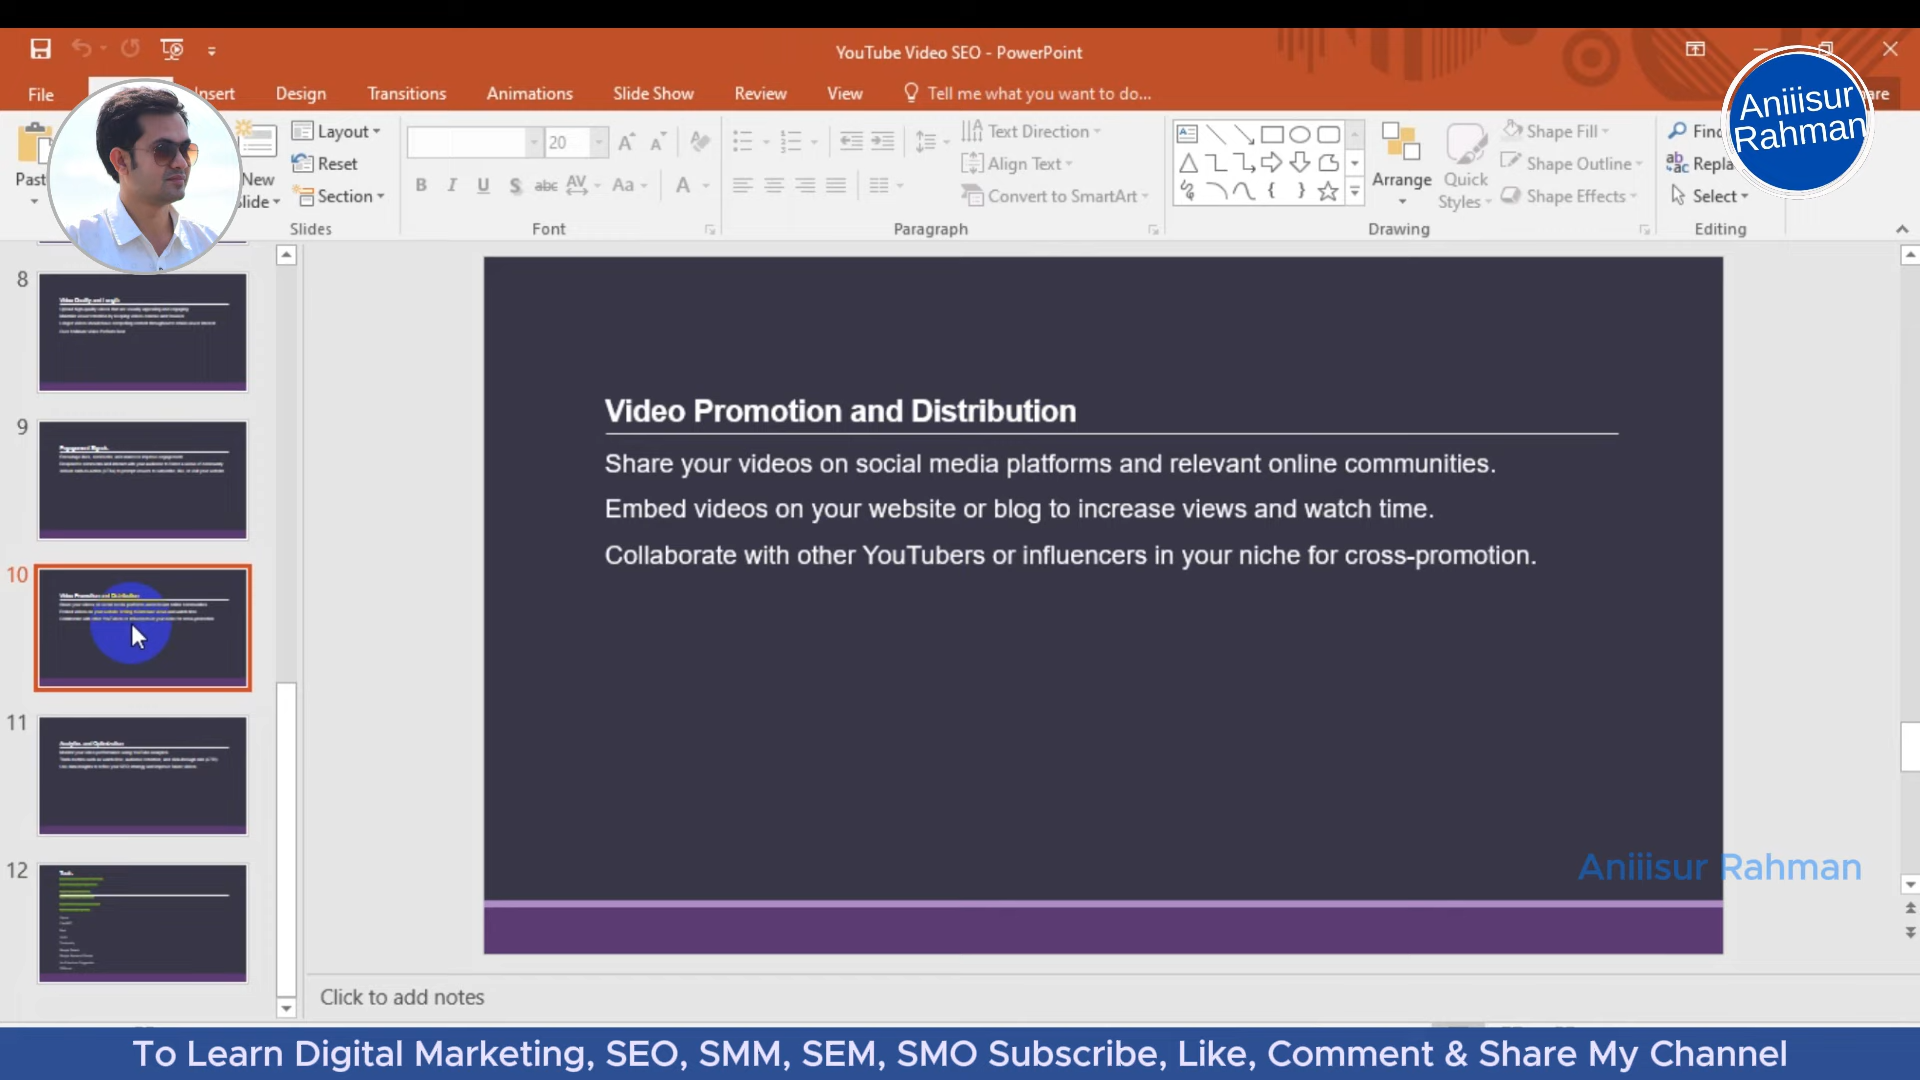 YouTube Video SEO - PowerPoint
File
Insert
Design
Transitions
Animations
Slide Show
Review
View
Tell me what you want to do...
Aniiisur
Rahman
New
Layout
Reset
Section
Slides
20
Font
Text Direction
Align Text
Convert to SmartArt
Paragraph
Arrange
Quick
Styles
Shape Fill
Shape Outline
Shape Effects
Drawing
Select
Editing
8
9
10
11
12
Video Promotion and Distribution
Share your videos on social media platforms and relevant online communities.
Embed videos on your website or blog to increase views and watch time.
Collaborate with other YouTubers or influencers in your niche for cross-promotion.
Aniiisur Rahman
Click to add notes
To Learn Digital Marketing, SEO, SMM, SEM, SMO Subscribe, Like, Comment & Share My Channel